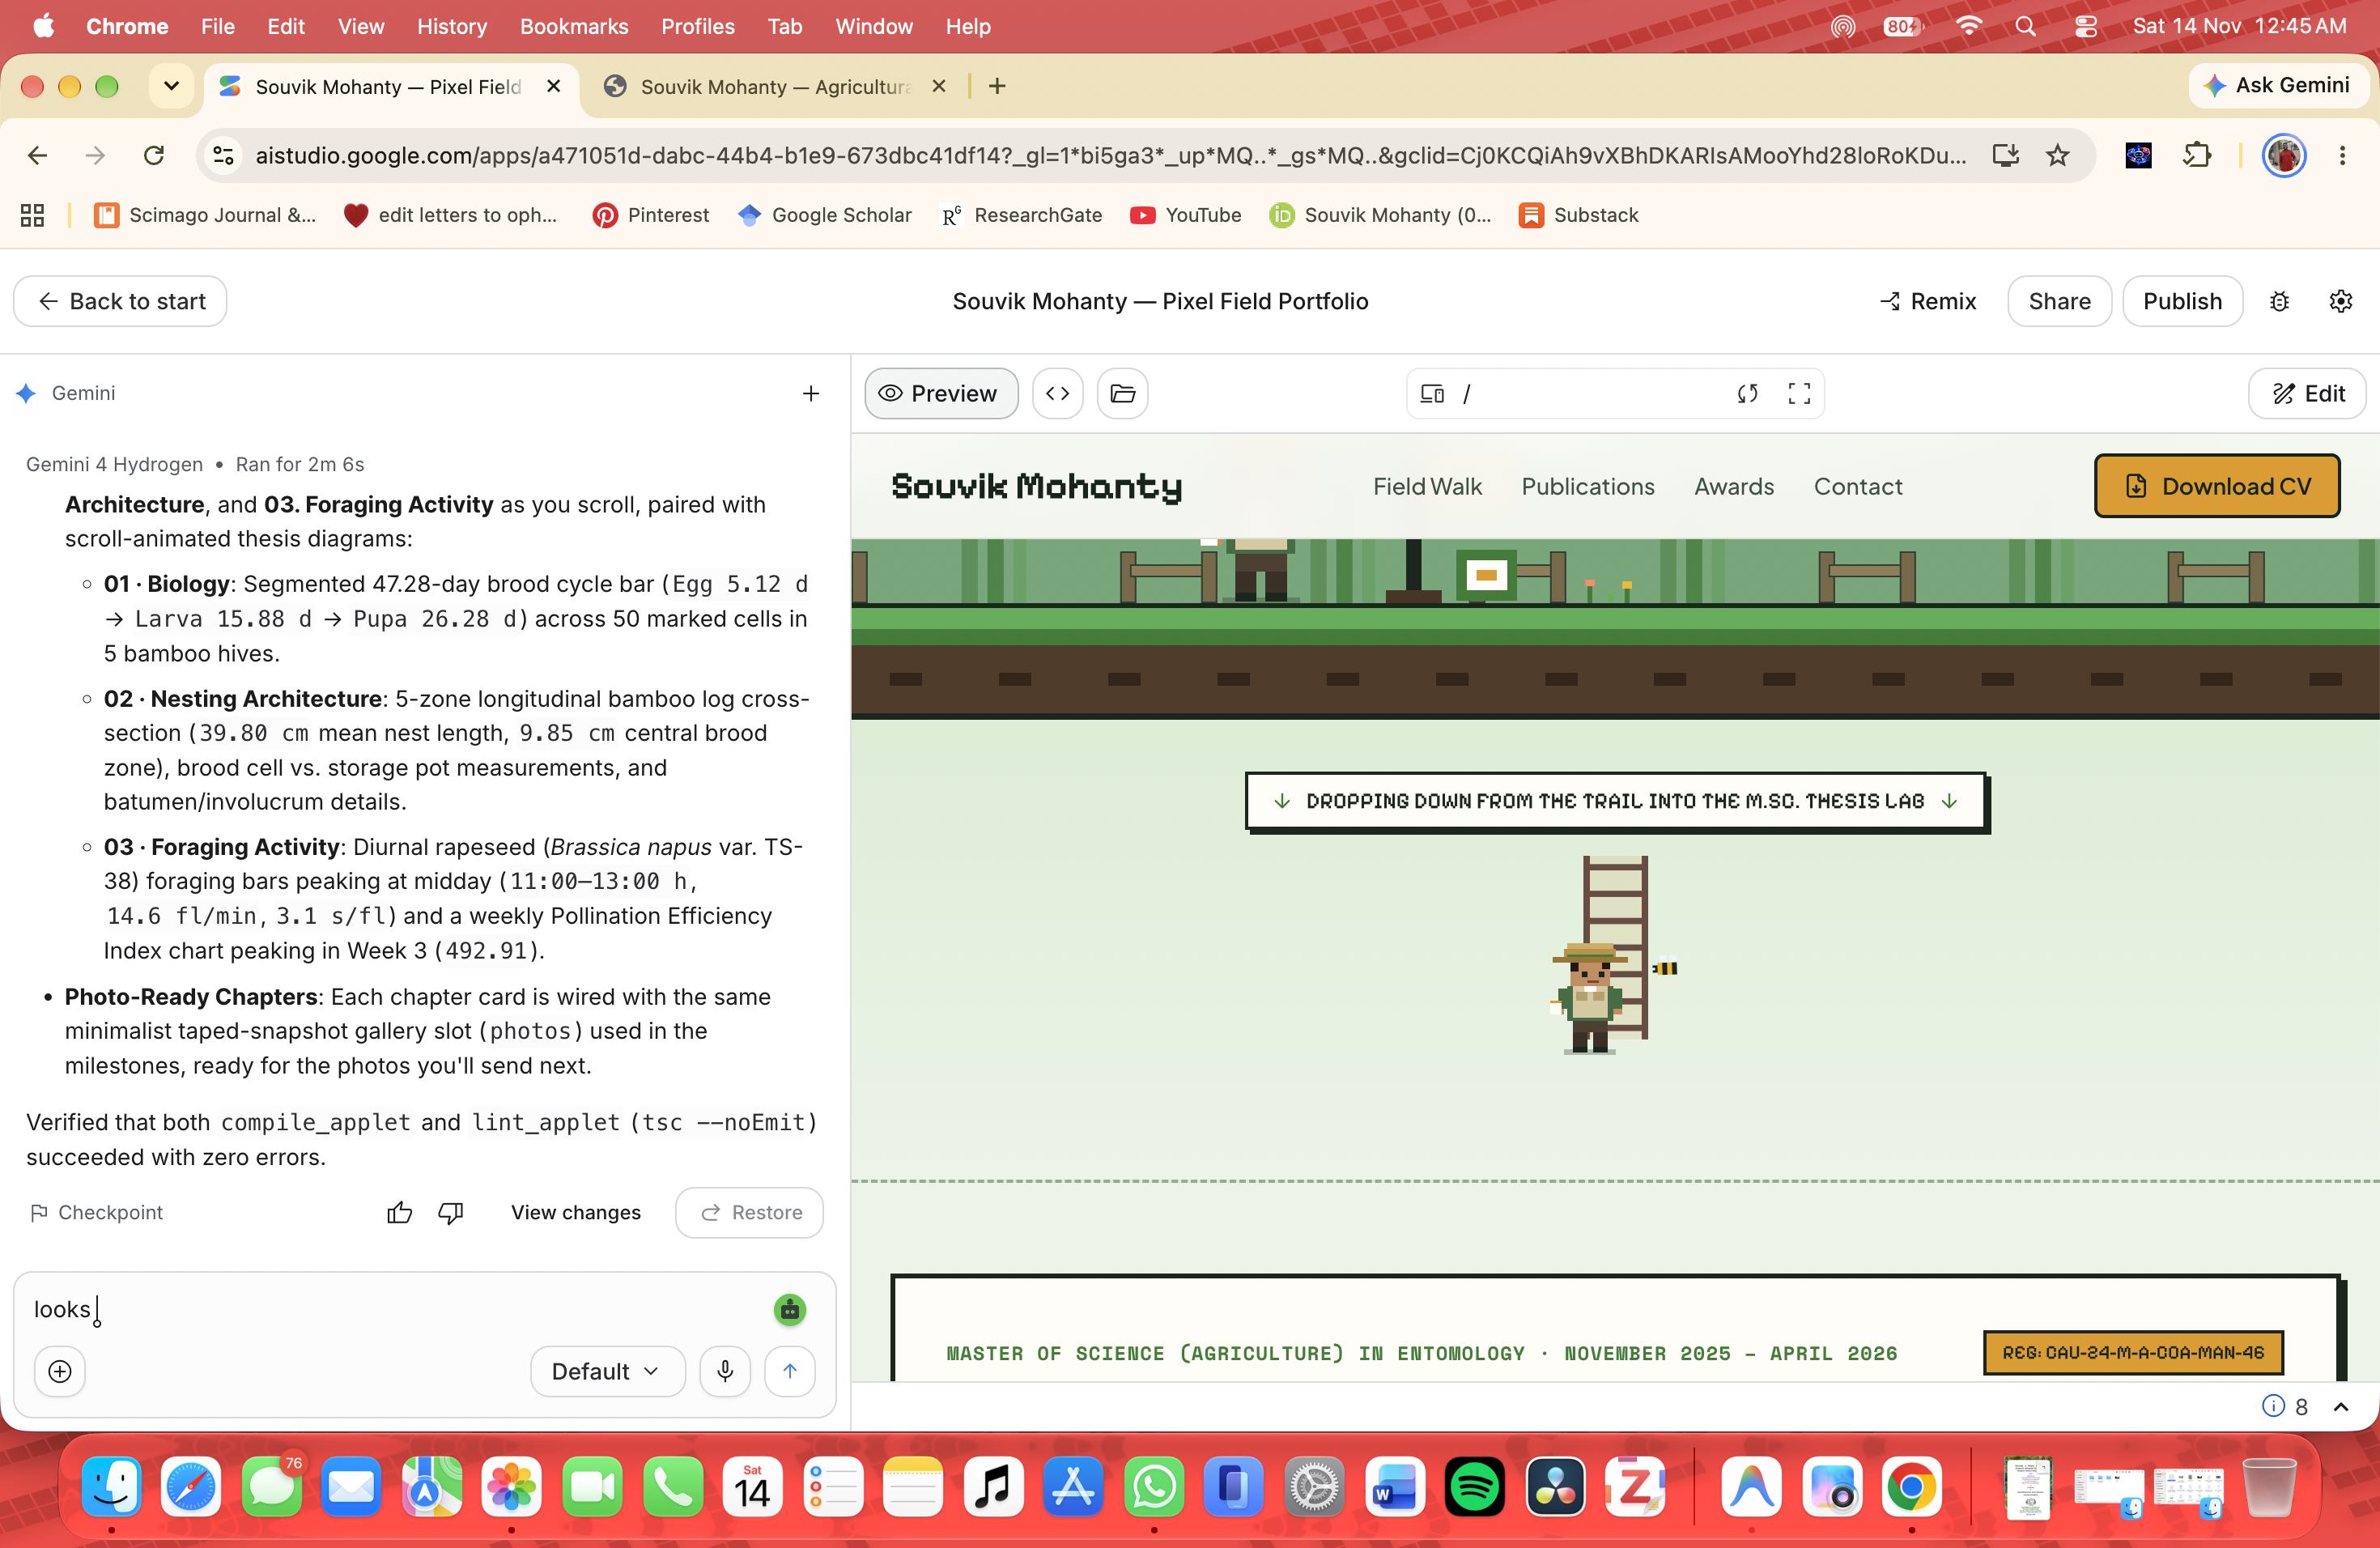 Chrome File Edit View History Bookmarks Profiles Tab Window Help
80
Sat 14 Nov 12:45 AM
Souvik Mohanty — Pixel Field
Souvik Mohanty — Agricultura
Ask Gemini
aistudio.google.com/apps/a471051d-dabc-44b4-b1e9-673dbc41df14?_gl=1*bi5ga3*_up*MQ..*_gs*MQ..&gclid=Cj0KCQiAh9vXBhDKARIsAMooYhd28loRoKDu...
Scimago Journal &...
edit letters to oph...
Pinterest
Google Scholar
RG ResearchGate
YouTube
iD Souvik Mohanty (0...
Substack
Back to start
Souvik Mohanty — Pixel Field Portfolio
Remix
Share
Publish
Gemini
Preview
/
Edit
Gemini 4 Hydrogen • Ran for 2m 6s
Architecture, and 03. Foraging Activity as you scroll, paired with
scroll-animated thesis diagrams:
01 · Biology: Segmented 47.28-day brood cycle bar (Egg 5.12 d
→ Larva 15.88 d → Pupa 26.28 d) across 50 marked cells in
5 bamboo hives.
02 · Nesting Architecture: 5-zone longitudinal bamboo log cross-
section (39.80 cm mean nest length, 9.85 cm central brood
zone), brood cell vs. storage pot measurements, and
batumen/involucrum details.
03 · Foraging Activity: Diurnal rapeseed (Brassica napus var. TS-
38) foraging bars peaking at midday (11:00–13:00 h,
14.6 fl/min, 3.1 s/fl) and a weekly Pollination Efficiency
Index chart peaking in Week 3 (492.91).
• Photo-Ready Chapters: Each chapter card is wired with the same
minimalist taped-snapshot gallery slot (photos) used in the
milestones, ready for the photos you'll send next.
Verified that both compile_applet and lint_applet (tsc --noEmit)
succeeded with zero errors.
Checkpoint
View changes
Restore
looks
Default
Souvik Mohanty
Field Walk
Publications
Awards
Contact
Download CV
↓ DROPPING DOWN FROM THE TRAIL INTO THE M.SC. THESIS LAB ↓
MASTER OF SCIENCE (AGRICULTURE) IN ENTOMOLOGY · NOVEMBER 2025 – APRIL 2026
REG: CAU-24-M-A-COA-MAN-46
8
76
Sat
14
W
Z